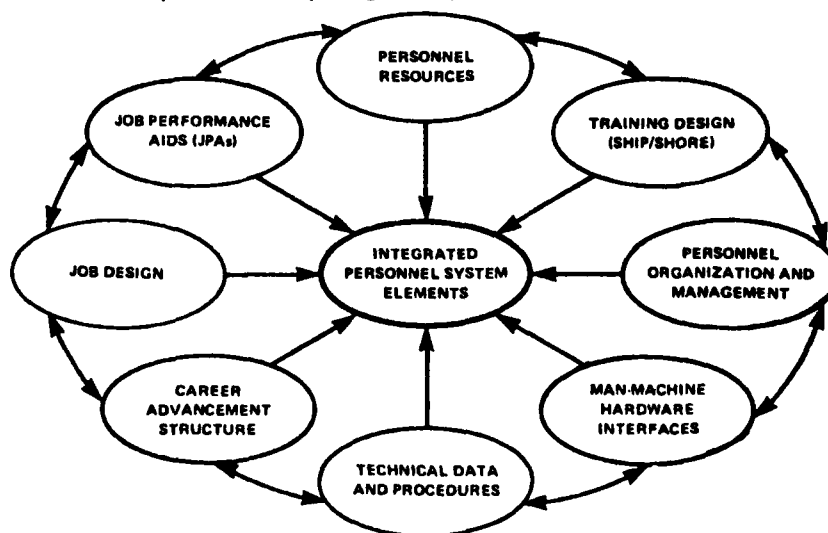 PERSONNEL
RESOURCES
JOB PERFORMANCE
AIDS (JPAs)
TRAINING DESIGN
(SHIP/SHORE)
JOB DESIGN
INTEGRATED
PERSONNEL SYSTEM
ELEMENTS
PERSONNEL
ORGANIZATION AND
MANAGEMENT
CAREER
ADVANCEMENT
STRUCTURE
MAN-MACHINE
HARDWARE
INTERFACES
TECHNICAL DATA
AND PROCEDURES